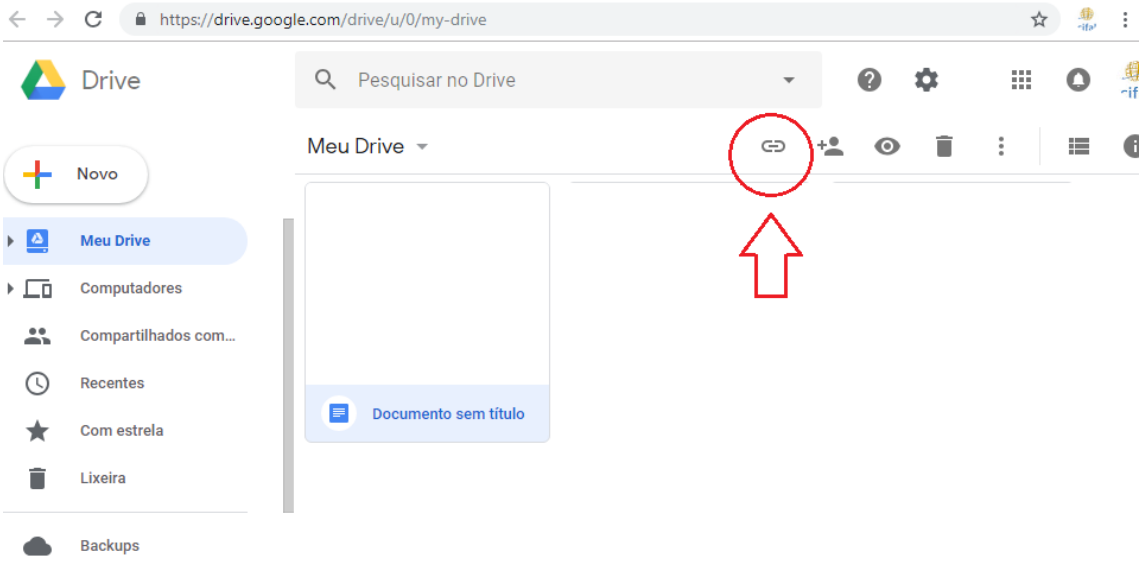 https://drive.google.com/drive/u/0/my-drive
Drive
Pesquisar no Drive
Meu Drive
Novo
Meu Drive
Computadores
Compartilhados com...
Recentes
Com estrela
Lixeira
Backups
Documento sem título